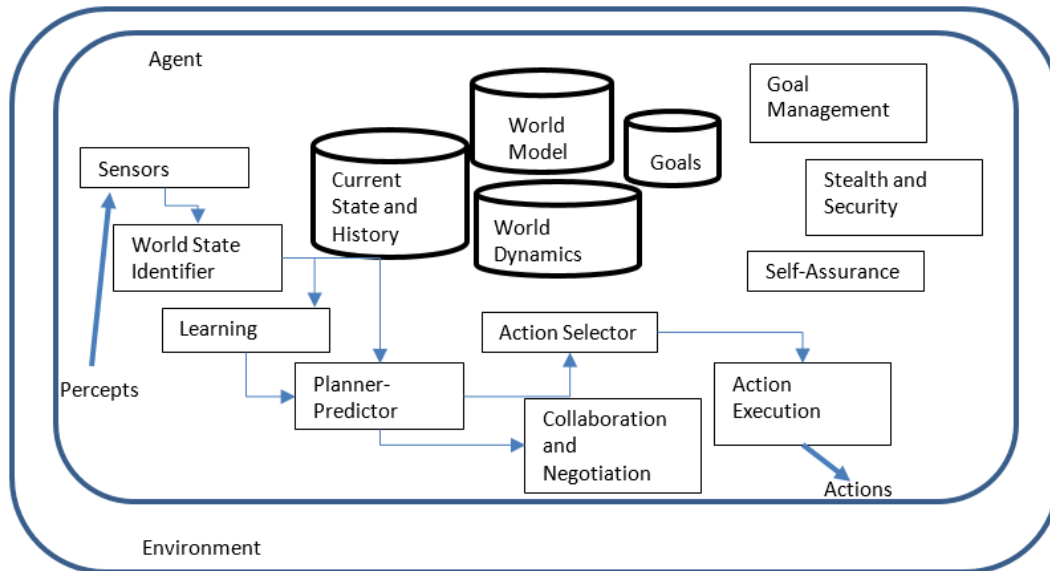 Agent
Sensors
World State
Identifier
Learning
Percepts
Planner-
Predictor
Current
State and
History
World
Model
World
Dynamics
Goals
Action Selector
Collaboration
and
Negotiation
Goal
Management
Stealth and
Security
Self-Assurance
Action
Execution
Actions
Environment